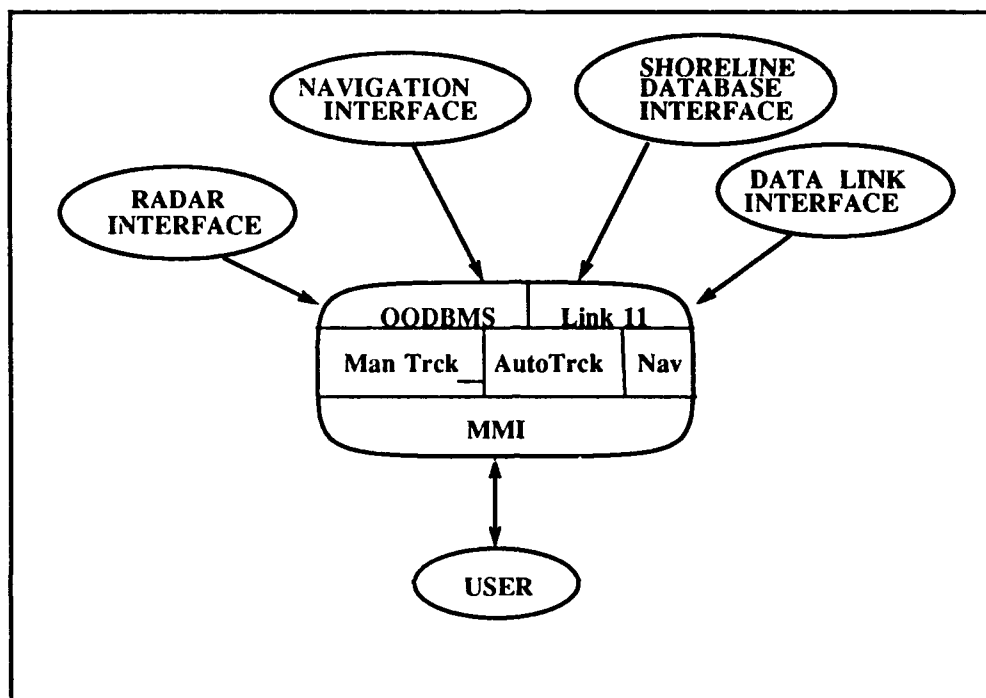 NAVIGATION
INTERFACE
SHORELINE
DATABASE
INTERFACE
RADAR
INTERFACE
DATA LINK
INTERFACE
OODBMS
Link 11
Man Trck
AutoTrck
Nav
MMI
USER